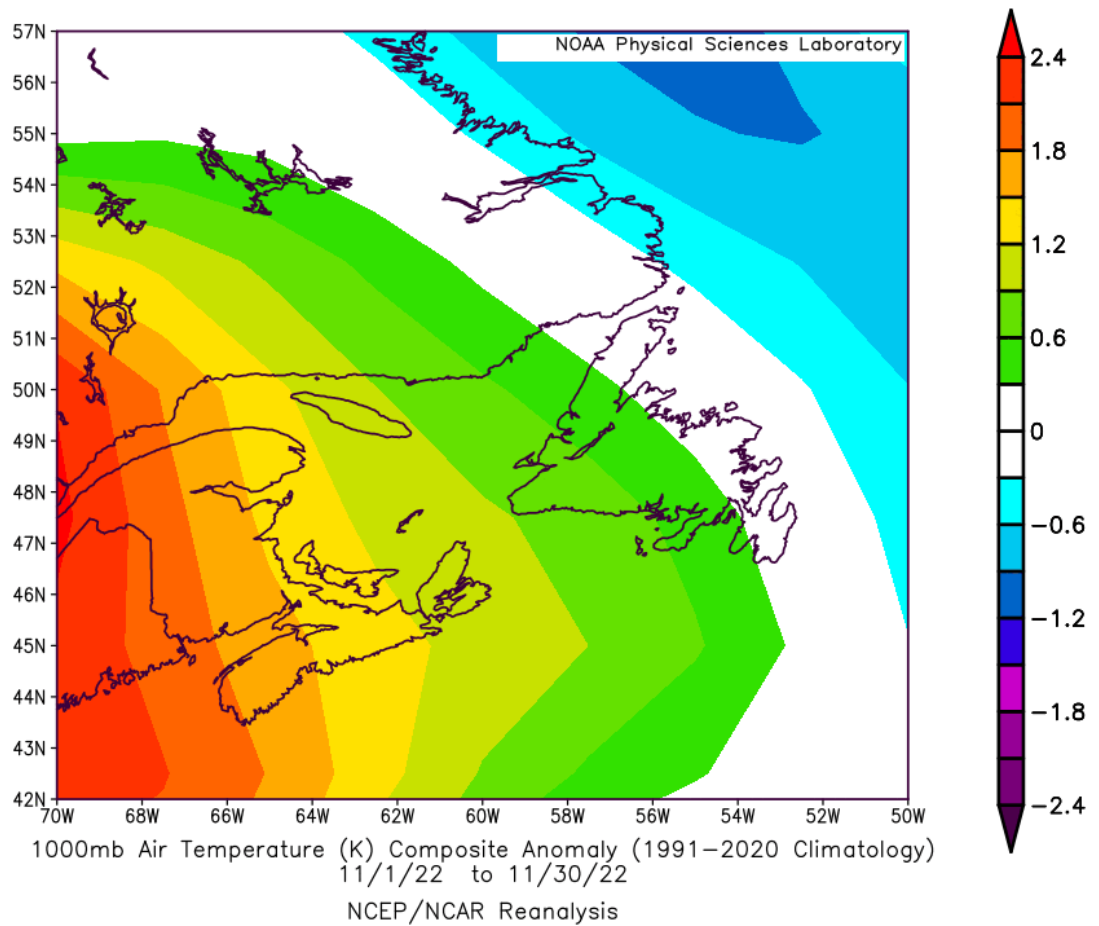 NOAA Physical Sciences Laboratory
57N
56N
55N
54N
53N
52N
51N
50N
49N
48N
47N
46N
45N
44N
43N
42N
70W 68W 66W 64W 62W 60W 58W 56W 54W 52W 50W
2.4
1.8
1.2
0.6
0
−0.6
−1.2
−1.8
−2.4
1000mb Air Temperature (K) Composite Anomaly (1991−2020 Climatology)
11/1/22 to 11/30/22
NCEP/NCAR Reanalysis